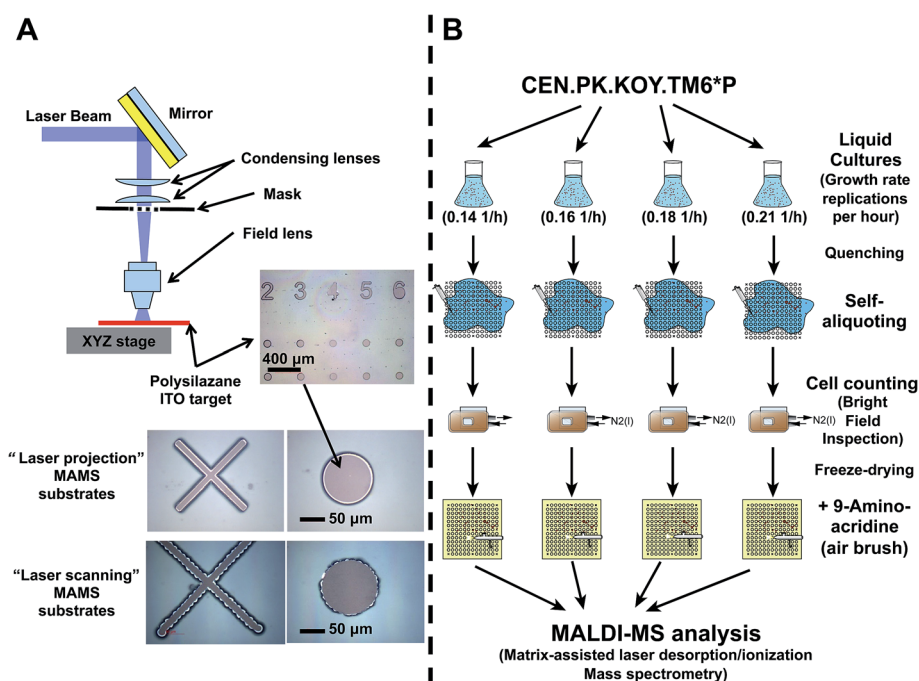 A
Laser Beam
Mirror
Condensing lenses
Mask
Field lens
2 3 4 5 6
400 µm
XYZ stage
Polysilazane
ITO target
“ Laser projection”
MAMS
substrates
50 µm
“Laser scanning”
MAMS
substrates
50 µm
B
CEN.PK.KOY.TM6*P
Liquid
Cultures
(Growth rate
replications
per hour)
(0.14 1/h) (0.16 1/h) (0.18 1/h) (0.21 1/h)
Quenching
Self-
aliquoting
Cell counting
(Bright
Field
Inspection)
N2(l) N2(l) N2(l)
Freeze-drying
+ 9-Amino-
acridine
(air brush)
MALDI-MS analysis
(Matrix-assisted laser desorption/ionization
Mass spectrometry)